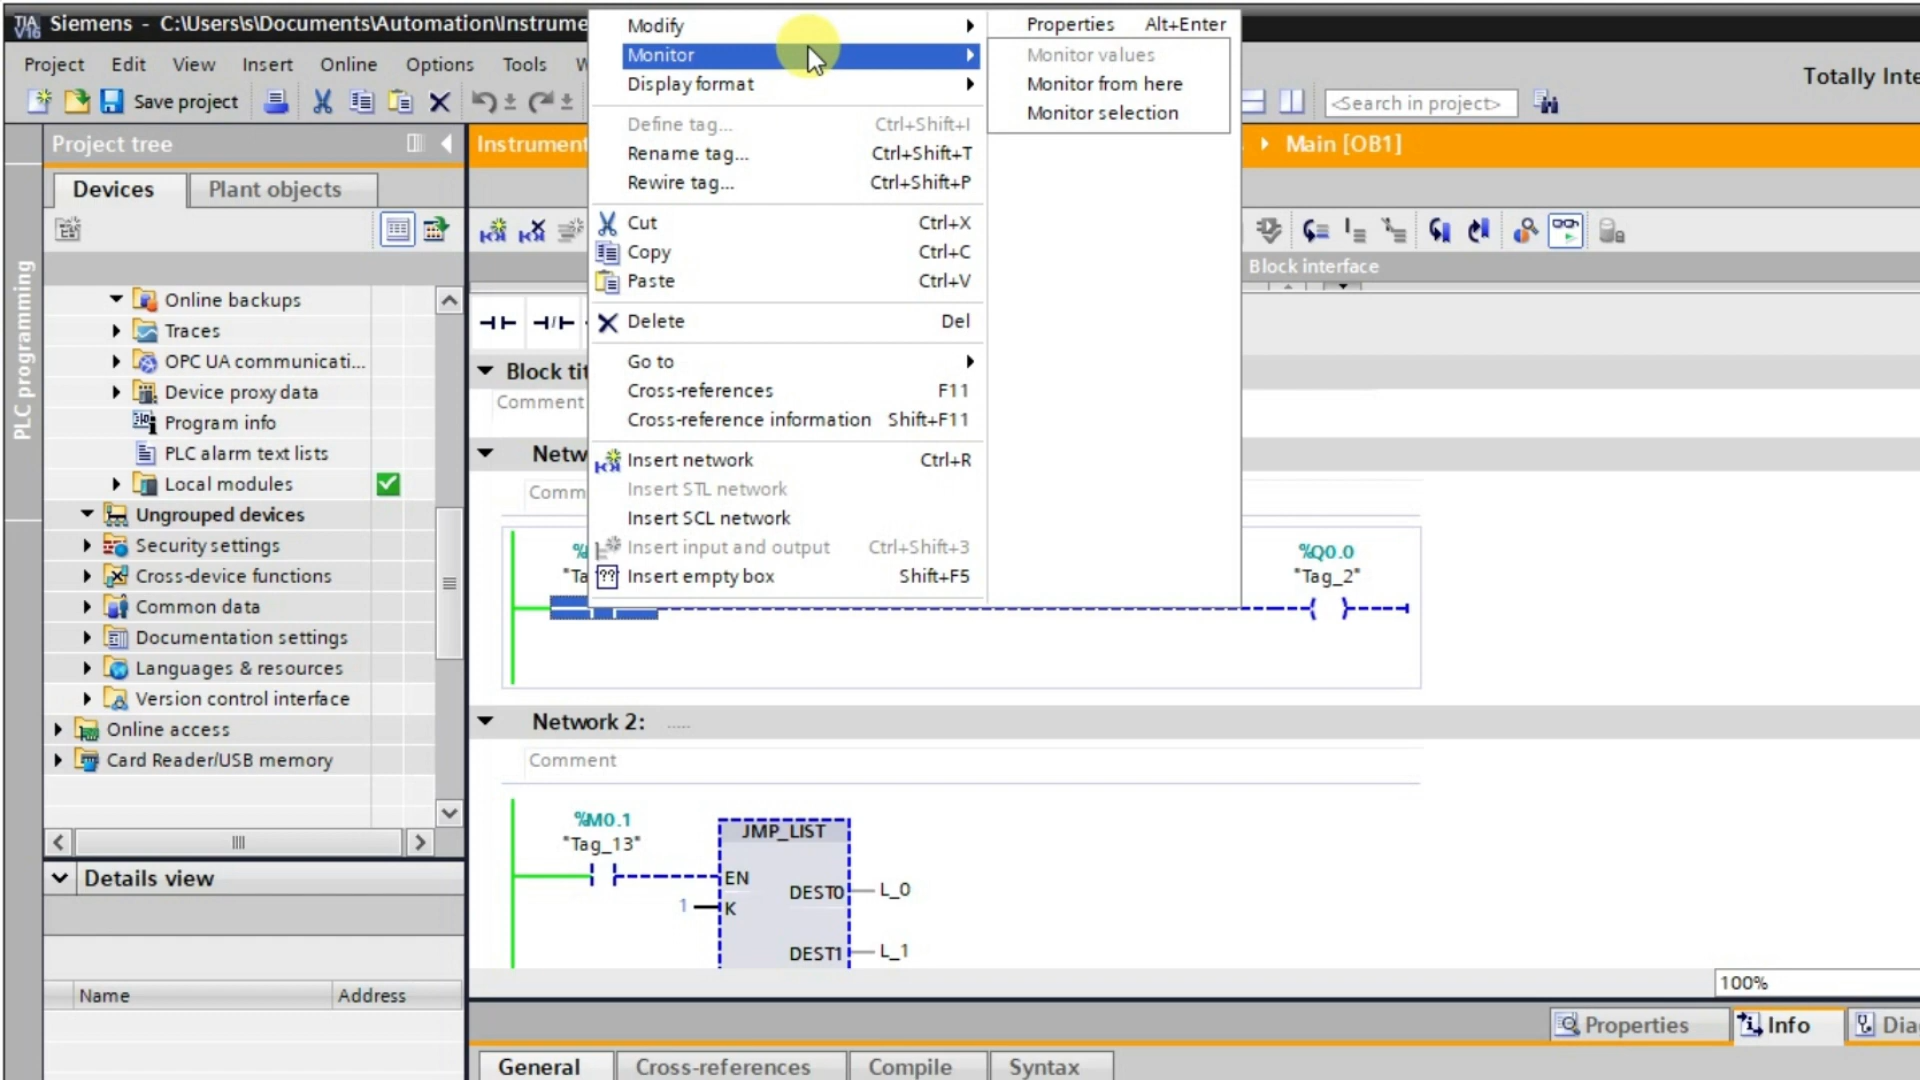 TIA V16 Siemens - C:\Users\s\Documents\Automation\Instrume
Project Edit View Insert Online Options Tools W
Save project
<Search in project>
Totally Inte
Project tree
Instrument
Main [OB1]
Devices
Plant objects
PLC programming
Block interface
Online backups
Traces
OPC UA communicati...
Device proxy data
Program info
PLC alarm text lists
Local modules
Ungrouped devices
Security settings
Cross-device functions
Common data
Documentation settings
Languages & resources
Version control interface
Online access
Card Reader/USB memory
Details view
Name Address
Modify
Monitor
Display format
Define tag... Ctrl+Shift+I
Rename tag... Ctrl+Shift+T
Rewire tag... Ctrl+Shift+P
Cut Ctrl+X
Copy Ctrl+C
Paste Ctrl+V
Delete Del
Go to
Cross-references F11
Cross-reference information Shift+F11
Insert network Ctrl+R
Insert STL network
Insert SCL network
Insert input and output Ctrl+Shift+3
?? Insert empty box Shift+F5
Properties Alt+Enter
Monitor values
Monitor from here
Monitor selection
Block tit
Comment
Netw
Comm
"Ta
%Q0.0
"Tag_2"
Network 2: .....
Comment
%M0.1
"Tag_13"
JMP_LIST
EN
DEST0 L_0
1 K
DEST1 L_1
100%
Properties
Info
Dia
General
Cross-references
Compile
Syntax